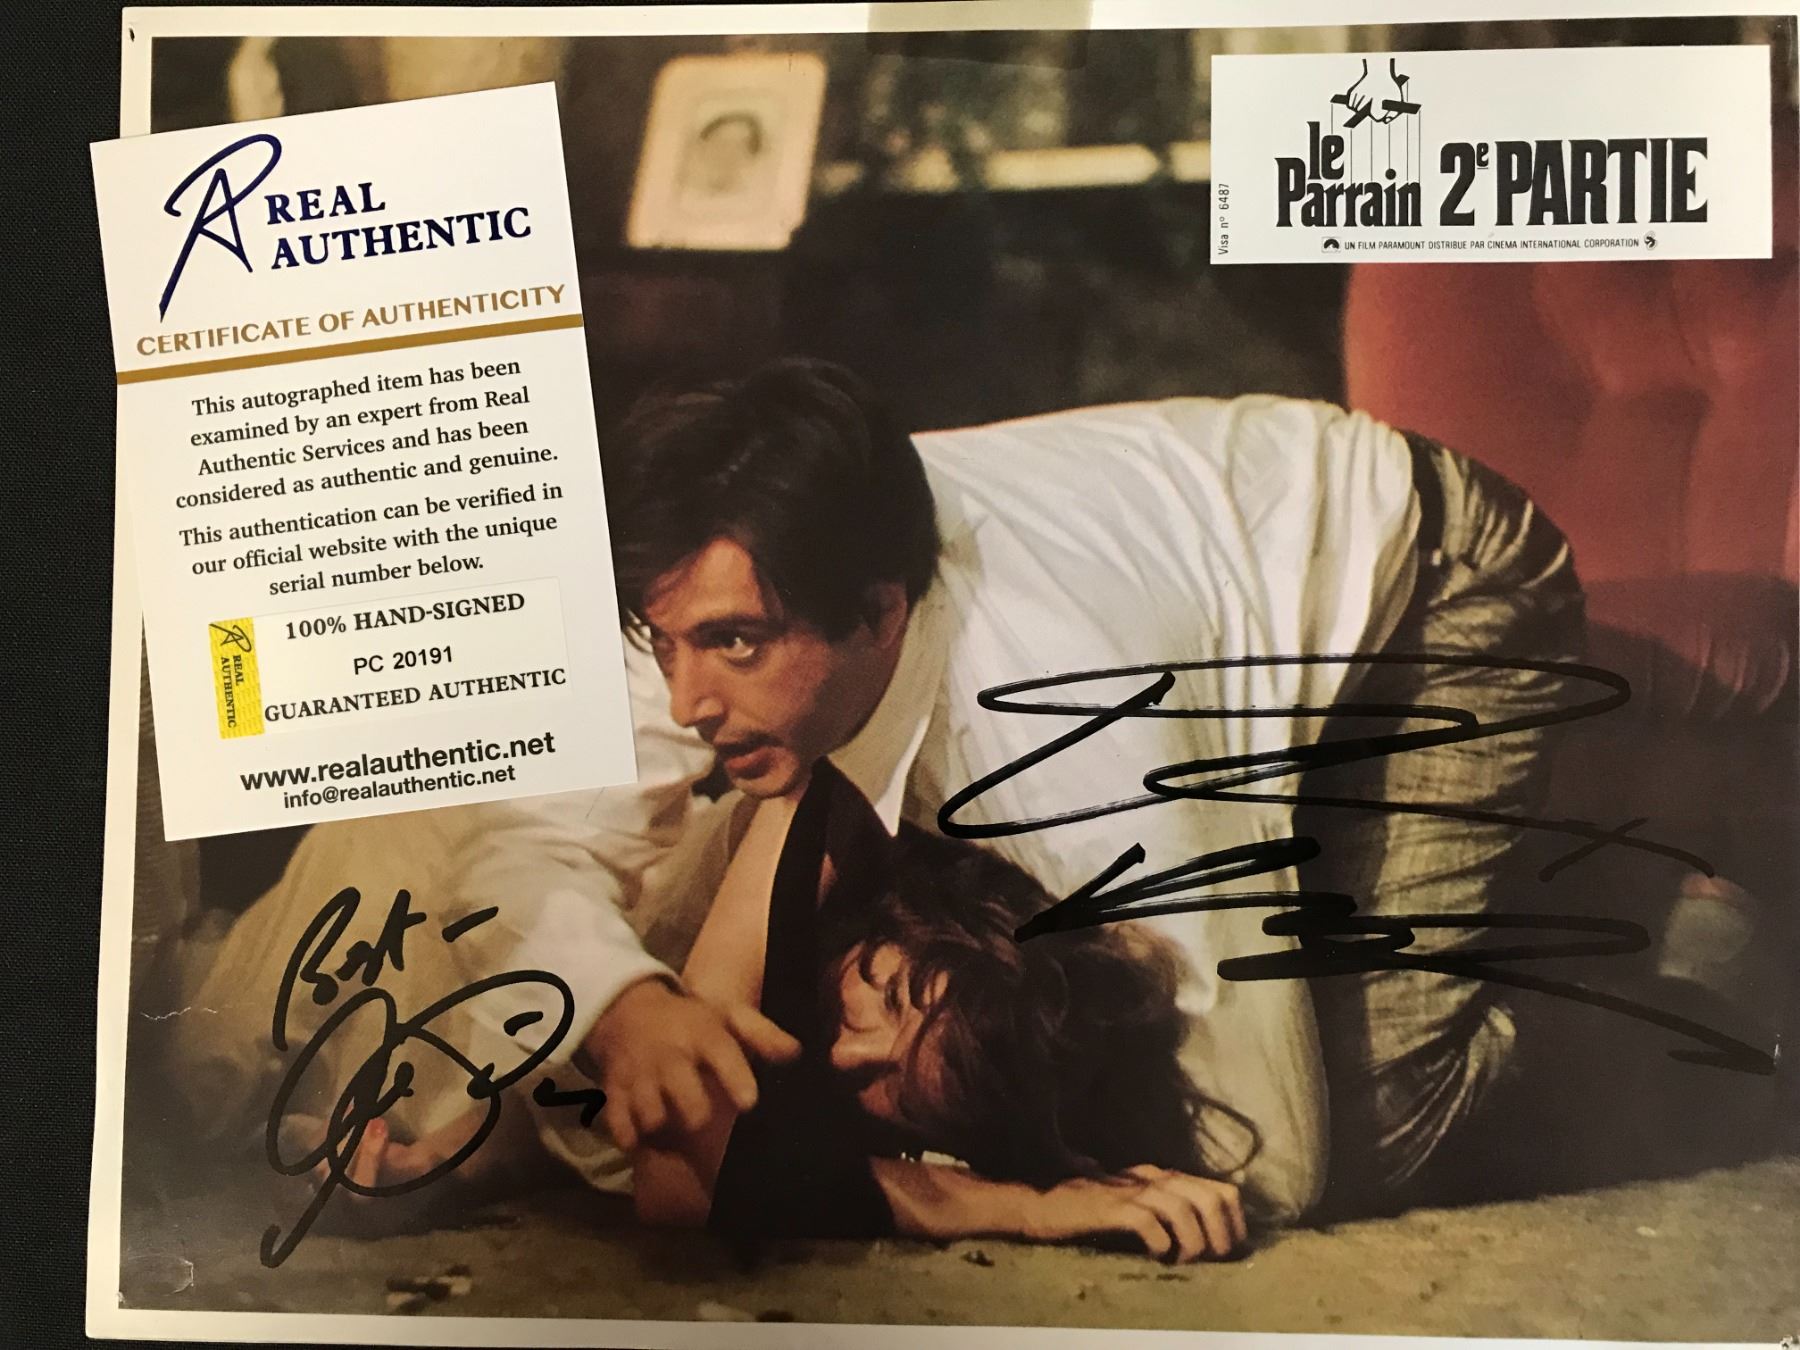 REAL
AUTHENTIC
CERTIFICATE OF AUTHENTICITY
This autographed item has been
examined by an expert from Real
Authentic Services and has been
considered as authentic and genuine.
This authentication can be verified in
our official website with the unique
serial number below.
REAL
AUTHENTIC
100% HAND-SIGNED
PC 20191
GUARANTEED AUTHENTIC
www.realauthentic.net
info@realauthentic.net
le
Parrain 2e PARTIE
Visa nº 6487
UN FILM PARAMOUNT DISTRIBUE PAR CINEMA INTERNATIONAL CORPORATION
Best -